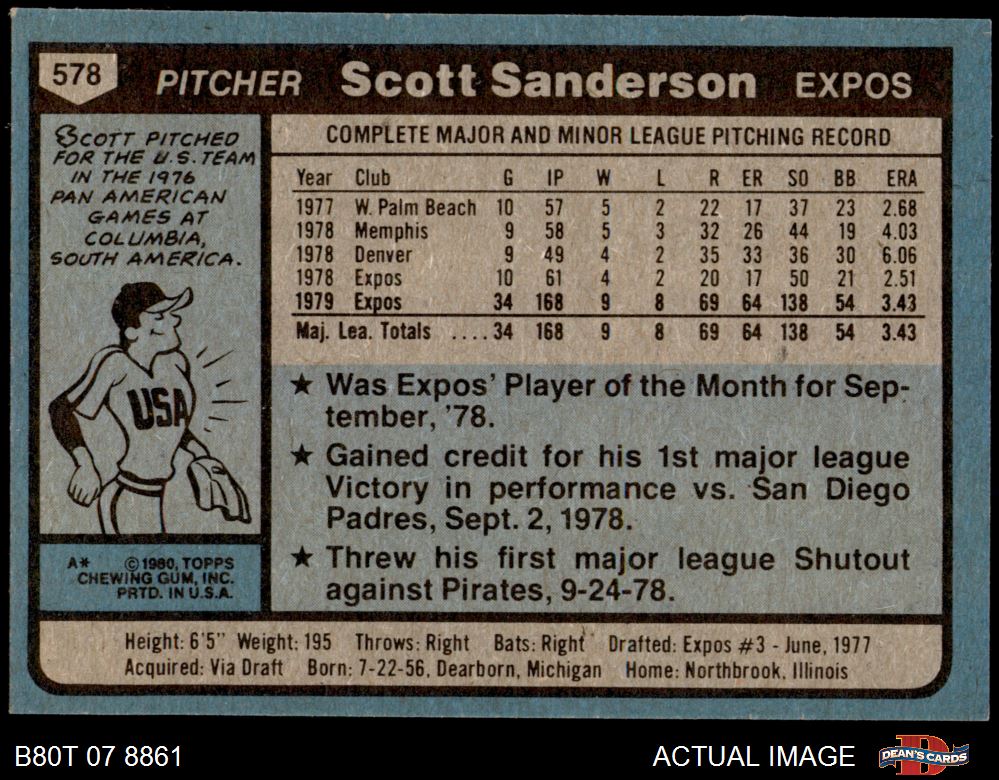 578 PITCHER Scott Sanderson EXPOS
SCOTT PITCHED
FOR THE U.S. TEAM
IN THE 1976
PAN AMERICAN
GAMES AT
COLUMBIA,
SOUTH AMERICA.
USA
A* ©1980, TOPPS
CHEWING GUM, INC.
PRTD. IN U.S.A.
COMPLETE MAJOR AND MINOR LEAGUE PITCHING RECORD
Year Club G IP W L R ER SO BB ERA
1977 W. Palm Beach 10 57 5 2 22 17 37 23 2.68
1978 Memphis 9 58 5 3 32 26 44 19 4.03
1978 Denver 9 49 4 2 35 33 36 30 6.06
1978 Expos 10 61 4 2 20 17 50 21 2.51
1979 Expos 34 168 9 8 69 64 138 54 3.43
Maj. Lea. Totals ....34 168 9 8 69 64 138 54 3.43
★ Was Expos' Player of the Month for Sep-
tember, '78.
★ Gained credit for his 1st major league
Victory in performance vs. San Diego
Padres, Sept. 2, 1978.
★ Threw his first major league Shutout
against Pirates, 9-24-78.
Height: 6'5" Weight: 195 Throws: Right Bats: Right Drafted: Expos #3 - June, 1977
Acquired: Via Draft Born: 7-22-56, Dearborn, Michigan Home: Northbrook, Illinois
B80T 07 8861 ACTUAL IMAGE DEAN'S CARDS